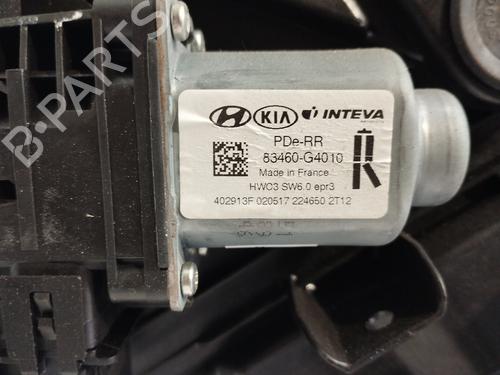 KIA INTEVA
PDe-RR
83460-G4010
Made in France
HWC3 SW6.0 epr3
402913F 020517 224650 2T12
R
B-PARTS